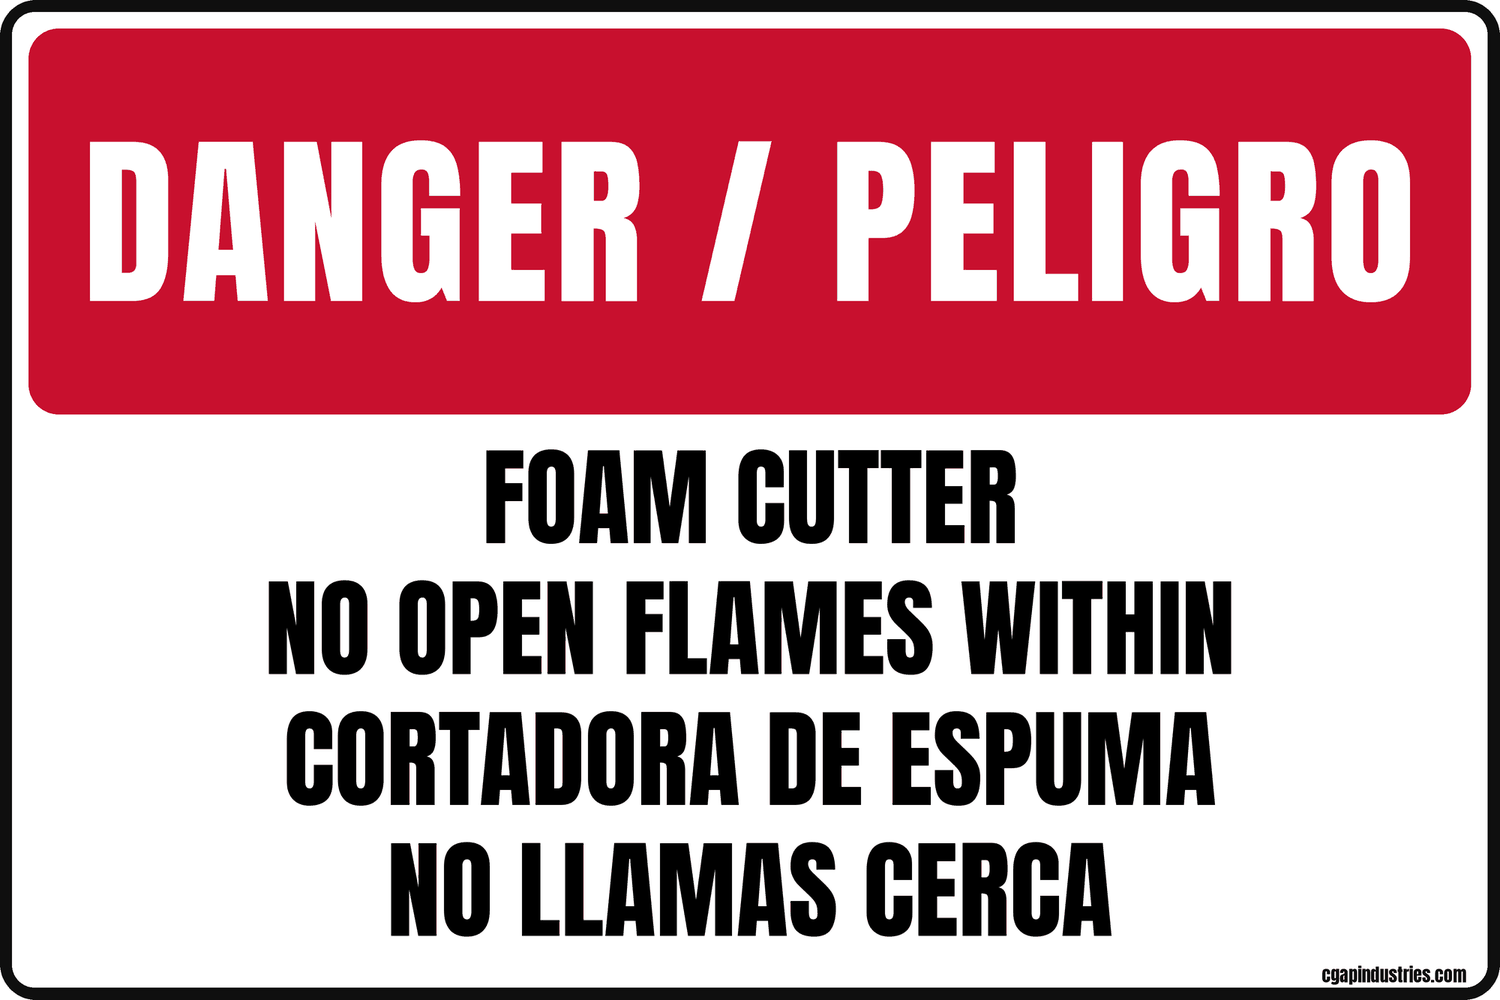 DANGER / PELIGRO
FOAM CUTTER
NO OPEN FLAMES WITHIN
CORTADORA DE ESPUMA
NO LLAMAS CERCA
cgapindustries.com